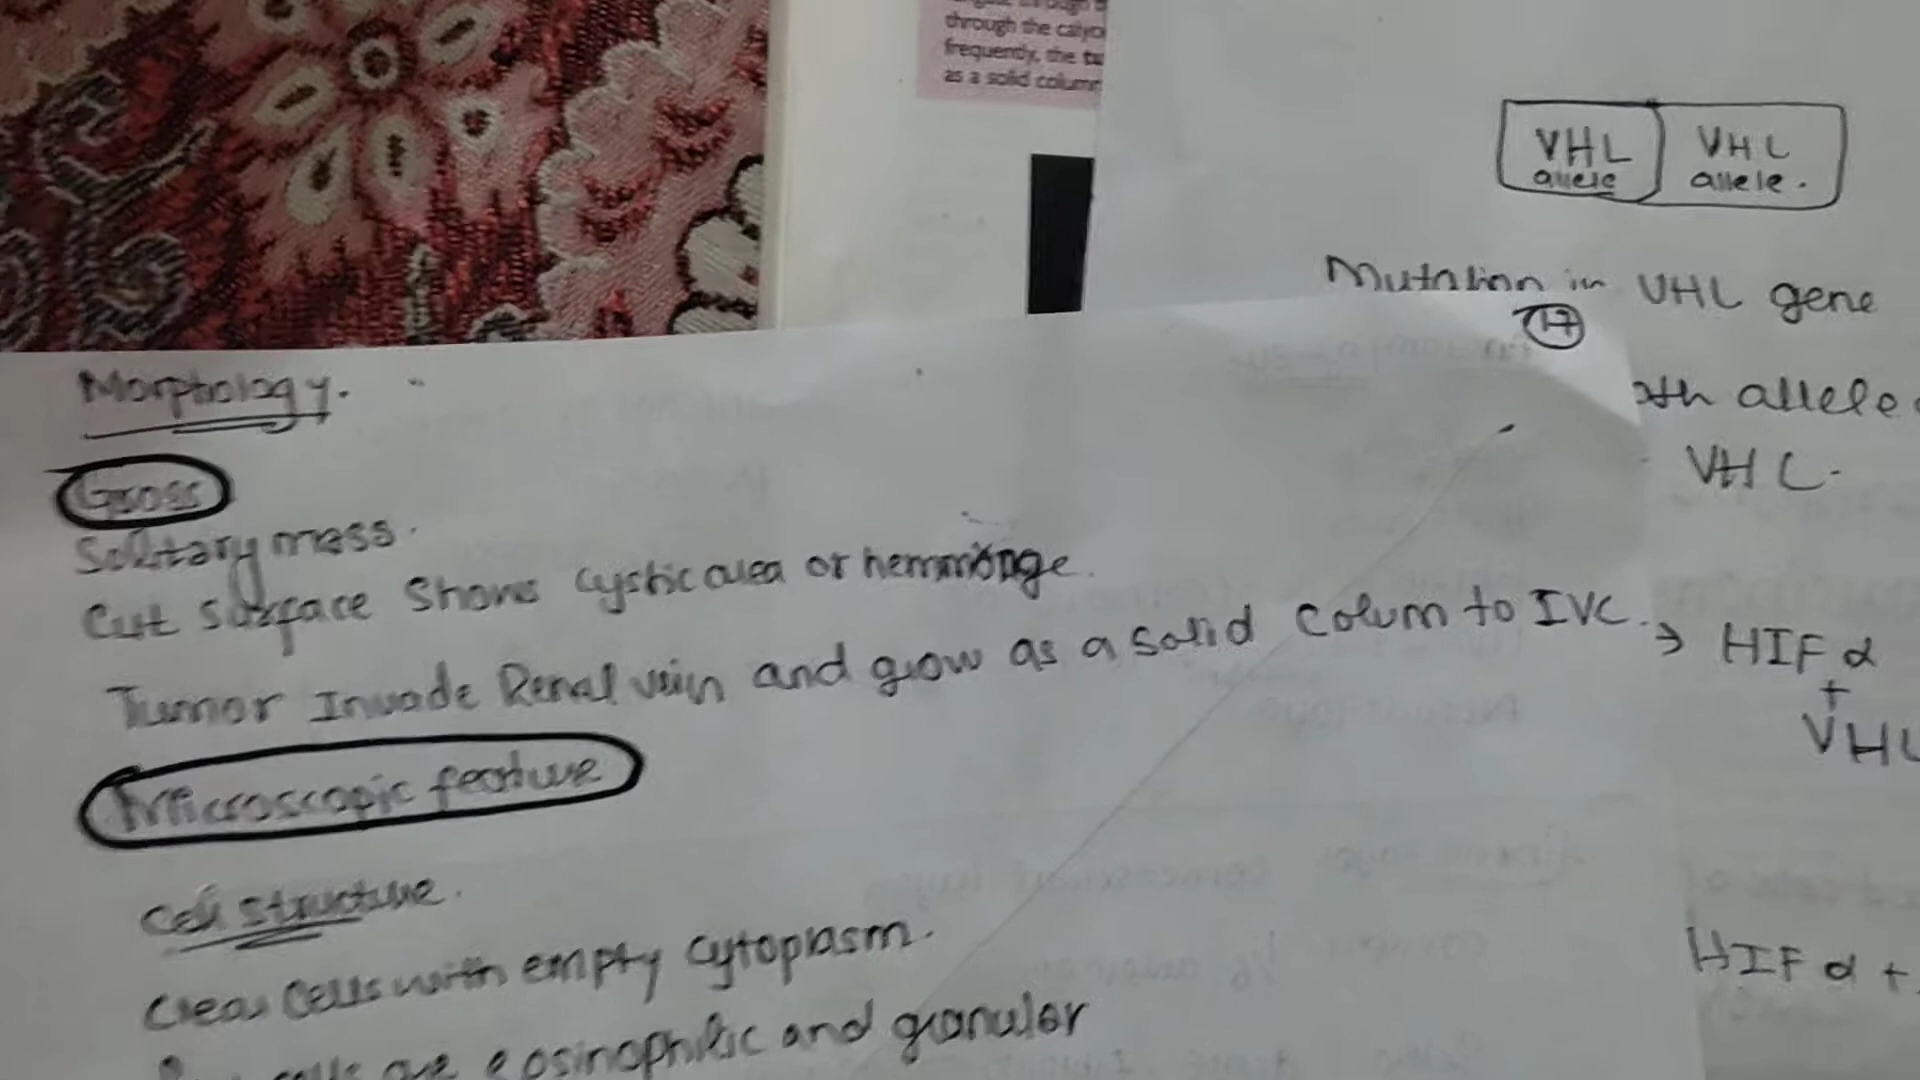 through the calyc
frequently, the tu
as a solid column
VHL allele
VHL allele.
Mutation in VHL gene
17
oth allele
VHL.
Morphology.
Gross
Solitary mass.
Cut Surface Shows cystic area or hemmorage.
Tumor Invade Renal vein and grow as a solid Colum to IVC.
→ HIF α
+
VHL
Microscopic feature
Cell structure.
Clear Cells with empty cytoplasm.
HIF α +
cells are eosinophilic and granular